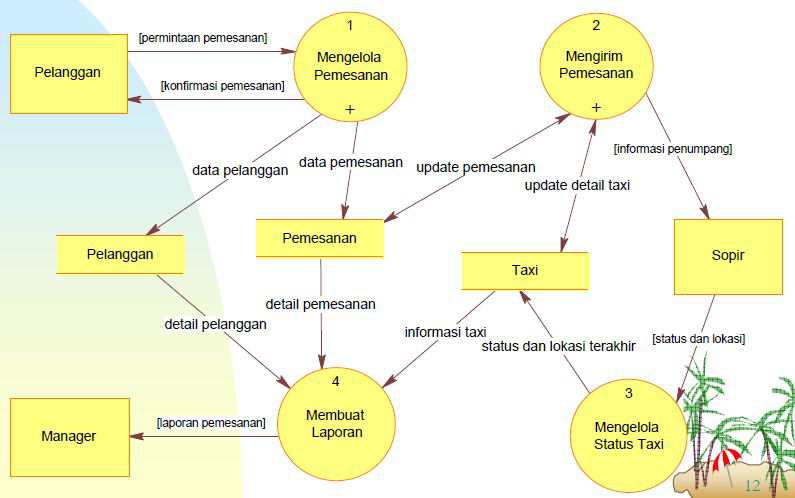 1
2
[permintaan pemesanan]
Pelanggan
Mengelola
Pemesanan
Mengirim
Pemesanan
[konfirmasi pemesanan]
+
+
[informasi penumpang]
data pelanggan
data pemesanan
update pemesanan
update detail taxi
Pelanggan
Pemesanan
Taxi
Sopir
detail pemesanan
detail pelanggan
informasi taxi
status dan lokasi terakhir
[status dan lokasi]
4
3
Membuat
Laporan
[laporan pemesanan]
Manager
Mengelola
Status Taxi
12